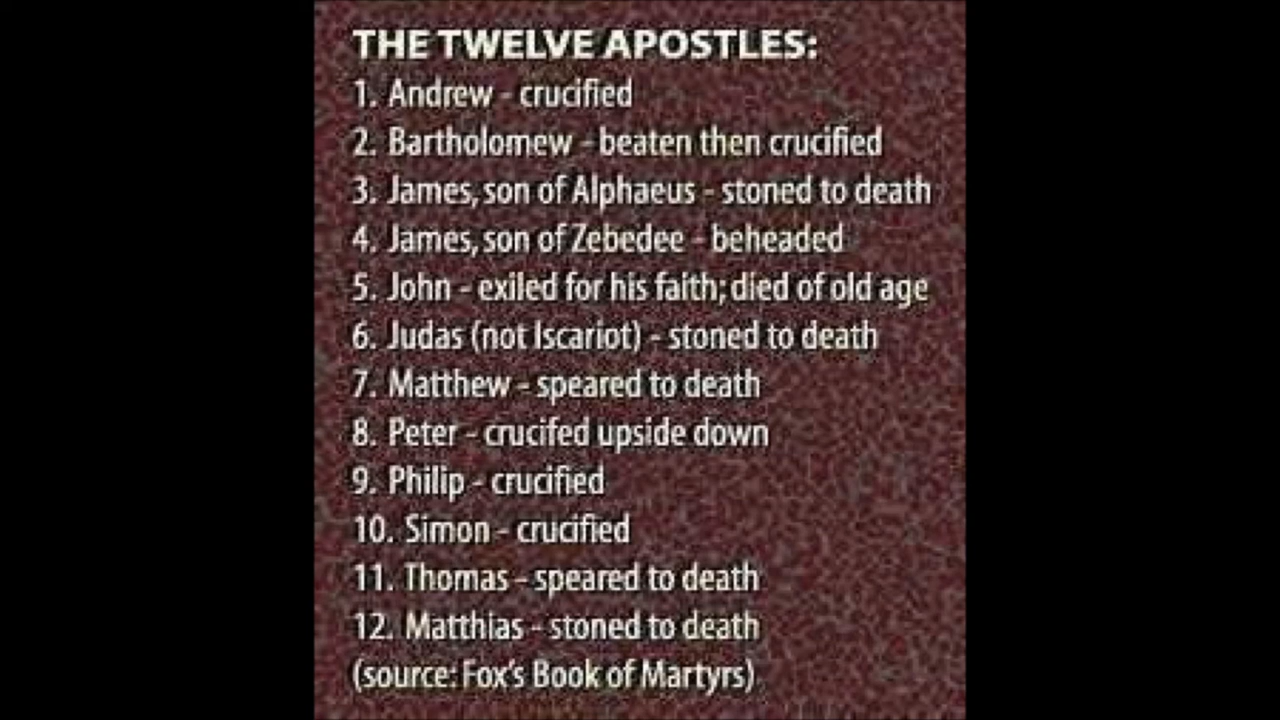 THE TWELVE APOSTLES:
1. Andrew - crucified
2. Bartholomew - beaten then crucified
3. James, son of Alphaeus - stoned to death
4. James, son of Zebedee - beheaded
5. John - exiled for his faith; died of old age
6. Judas (not Iscariot) - stoned to death
7. Matthew - speared to death
8. Peter - crucifed upside down
9. Philip - crucified
10. Simon - crucified
11. Thomas - speared to death
12. Matthias - stoned to death
(source: Fox's Book of Martyrs)